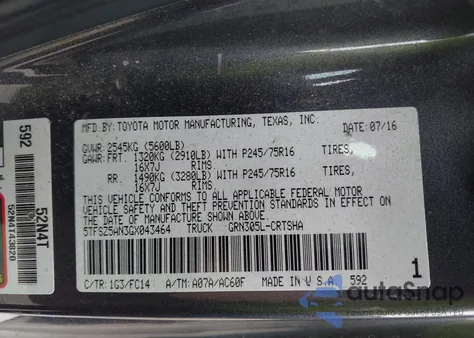 MFD.BY: TOYOTA MOTOR MANUFACTURING, TEXAS, INC.
DATE: 07/16
GVWR: 2545KG (5600LB)
GAWR: FRT. 1320KG (2910LB) WITH P245/75R16 TIRES,
16X7J RIMS
RR. 1490KG (3280LB) WITH P245/75R16 TIRES,
16X7J RIMS.
THIS VEHICLE CONFORMS TO ALL APPLICABLE FEDERAL MOTOR
VEHICLE SAFETY AND BUMPER STANDARDS IN EFFECT ON THE
DATE OF MANUFACTURE SHOWN ABOVE.
5TFSZ5AN3GX043464 TRUCK GRN305L-CRTSHA
C/TR: 1G3/FC14 A/TM: A07A/AC60F MADE IN U.S.A. 592
1
592
52N4T
52N4143820
autoSnap